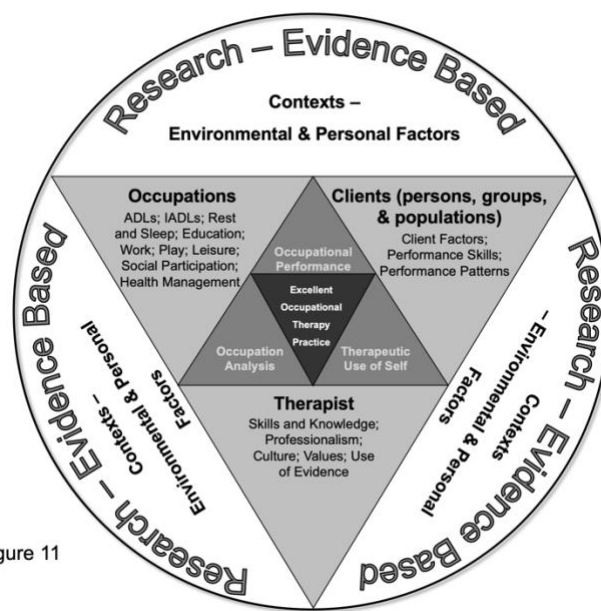 Research – Evidence Based
Contexts –
Environmental & Personal Factors
Occupations
ADLs; IADLs; Rest
and Sleep; Education;
Work; Play; Leisure;
Social Participation;
Health Management
Clients (persons, groups,
& populations)
Client Factors;
Performance Skills;
Performance Patterns
Occupational
Performance
Excellent
Occupational
Therapy
Practice
Occupation
Analysis
Therapeutic
Use of Self
Therapist
Skills and Knowledge;
Professionalism;
Culture; Values; Use
of Evidence
Research – Evidence Based
Contexts –
Environmental & Personal
Factors
Research – Evidence Based
Contexts
– Environmental & Personal
Factors
gure 11